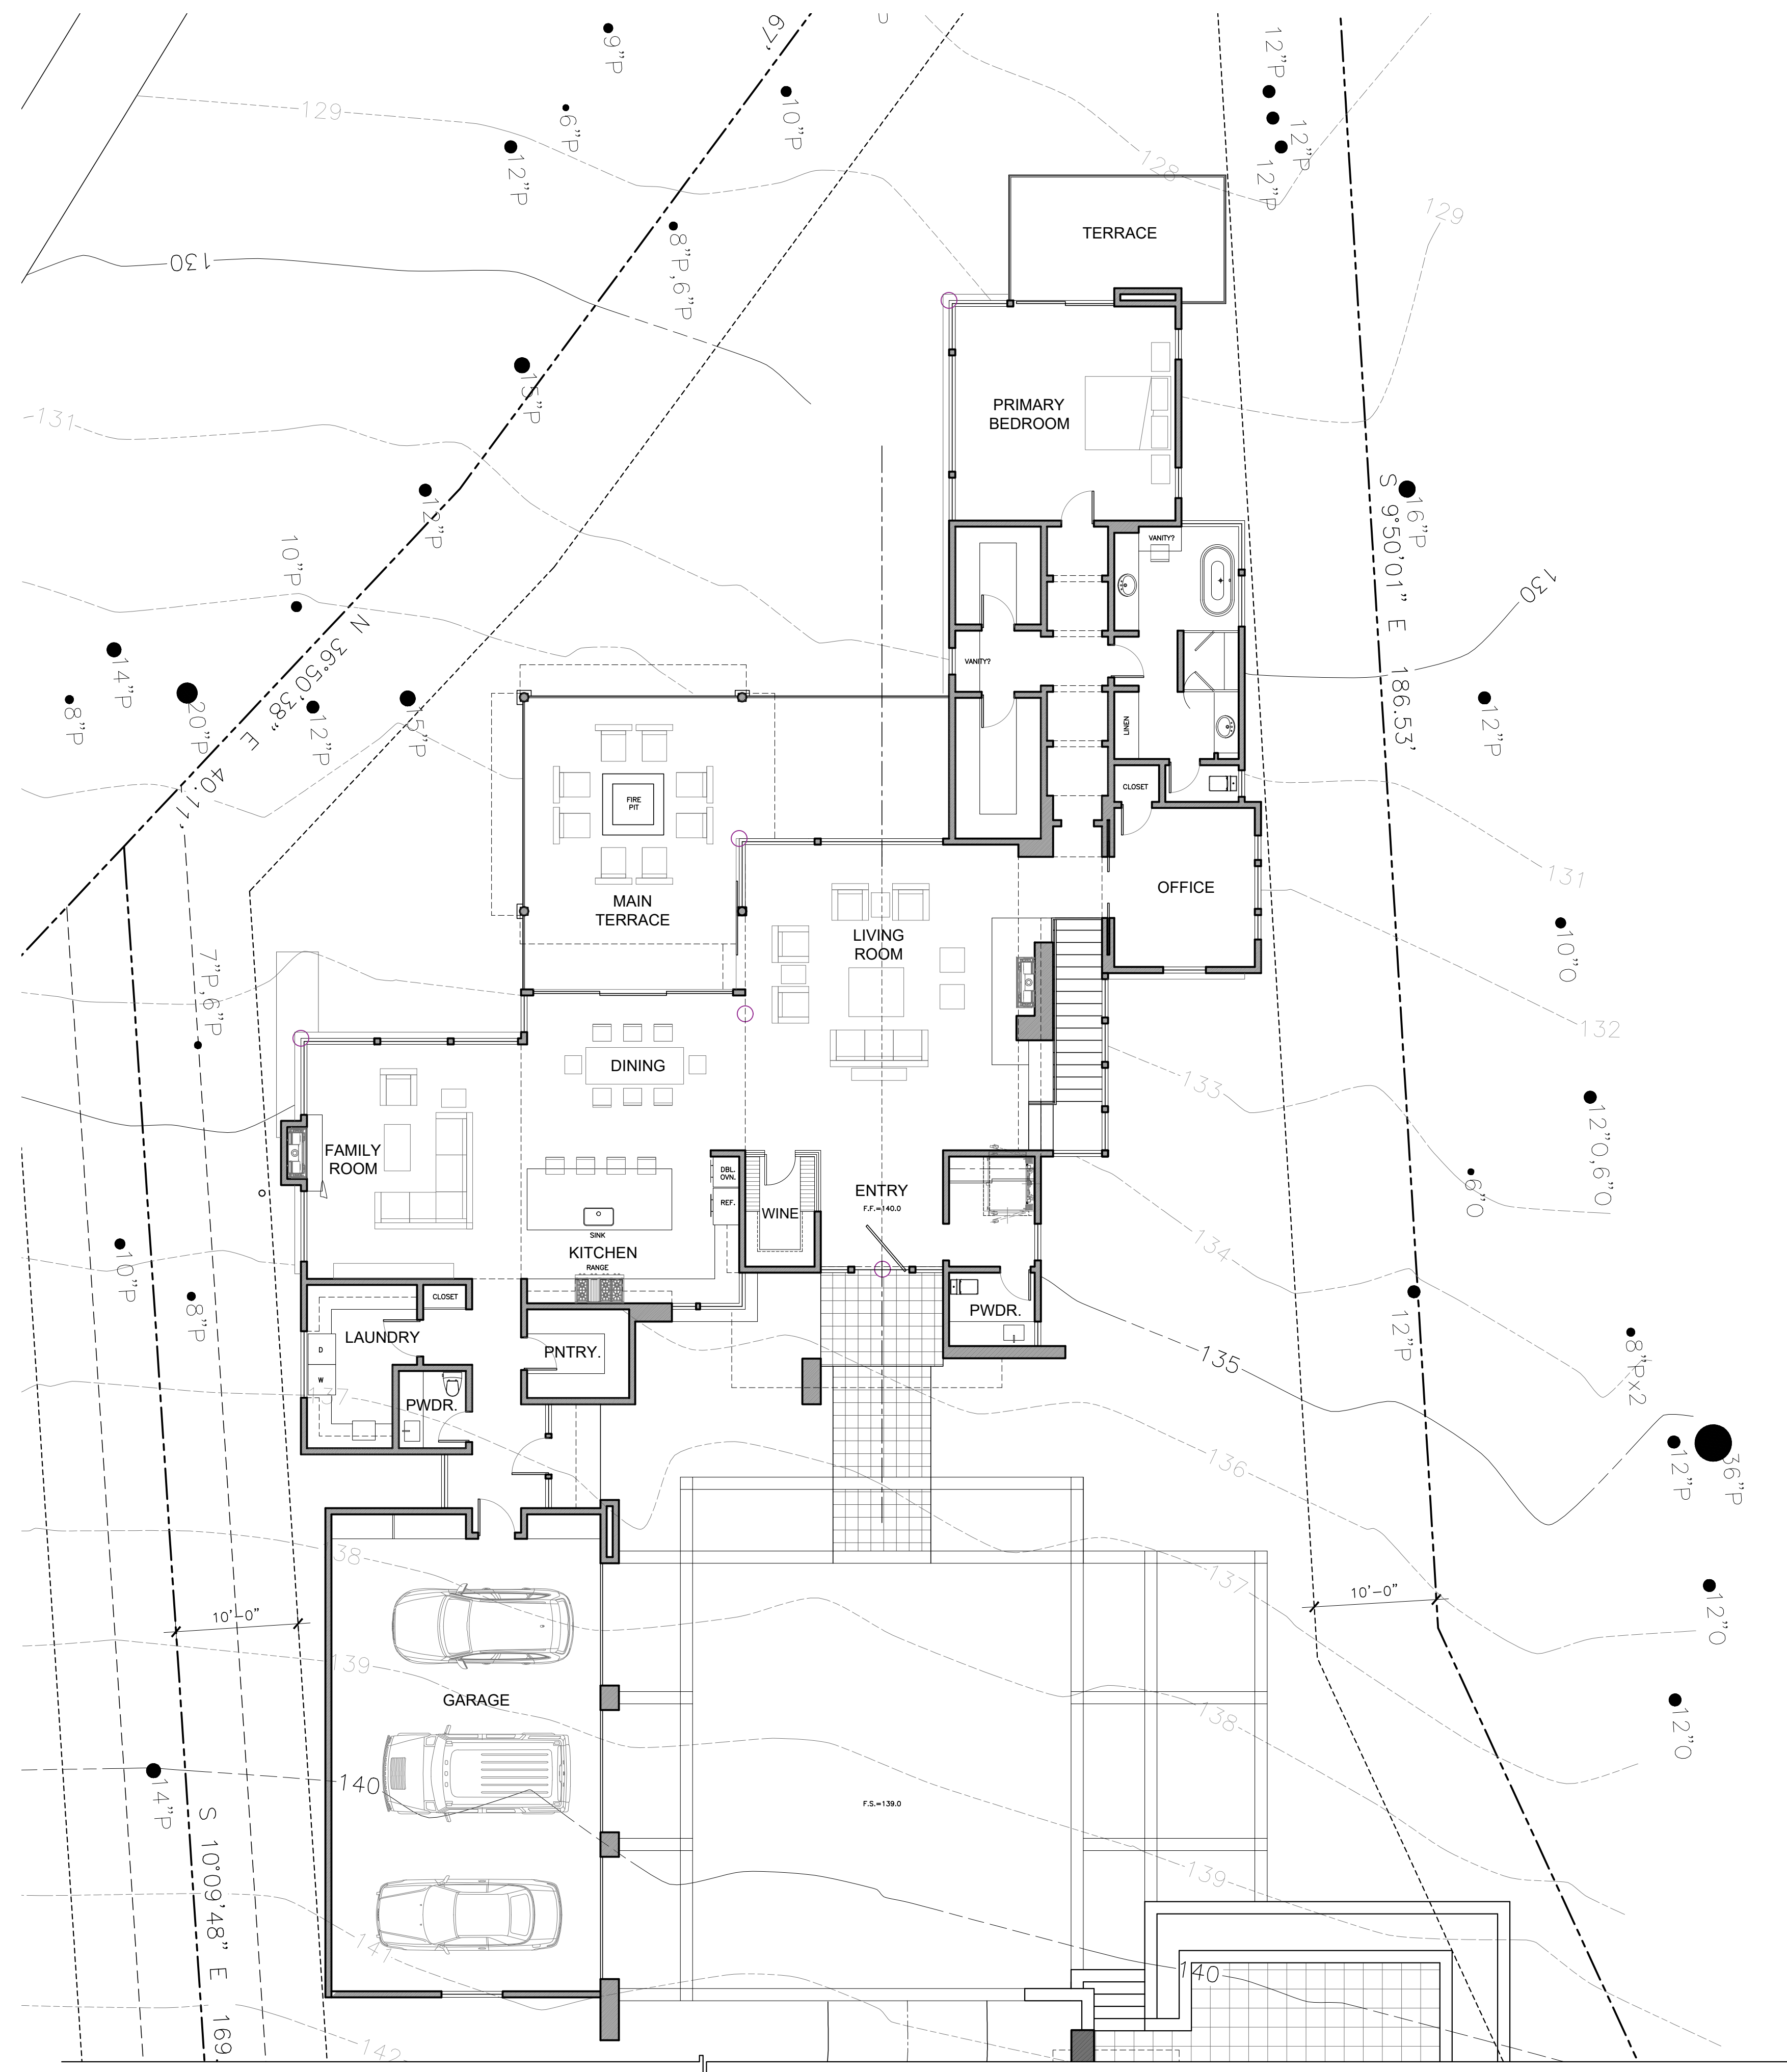 67'
9"P
12"P
10"P
6"P
12"P
129
12"P
128
12"P
8"P,6"P
129
TERRACE
130
15"P
PRIMARY
BEDROOM
131
12"P
S 9°50'01" E 186.53'
16"P
VANITY?
10"P
130
N 36°50'38" E 40.11'
14"P
VANITY?
8"P
20"P
12"P
15"P
LINEN
12"P
FIRE
PIT
CLOSET
131
MAIN
TERRACE
OFFICE
LIVING
ROOM
10"O
7"P,6"P
132
DINING
133
12"O,6"O
FAMILY
ROOM
DBL.
OVN.
REF.
ENTRY
F.F.=140.0
WINE
6"O
SINK
134
KITCHEN
RANGE
10"P
8"P
CLOSET
PWDR.
12"P
LAUNDRY
D
PNTRY.
135
8"Px2
W
137
PWDR.
136
12"P
36"P
138
137
10'-0"
10'-0"
12"O
139
GARAGE
138
12"O
140
14"P
F.S.=139.0
S 10°09'48" E 169
139
141
140
142